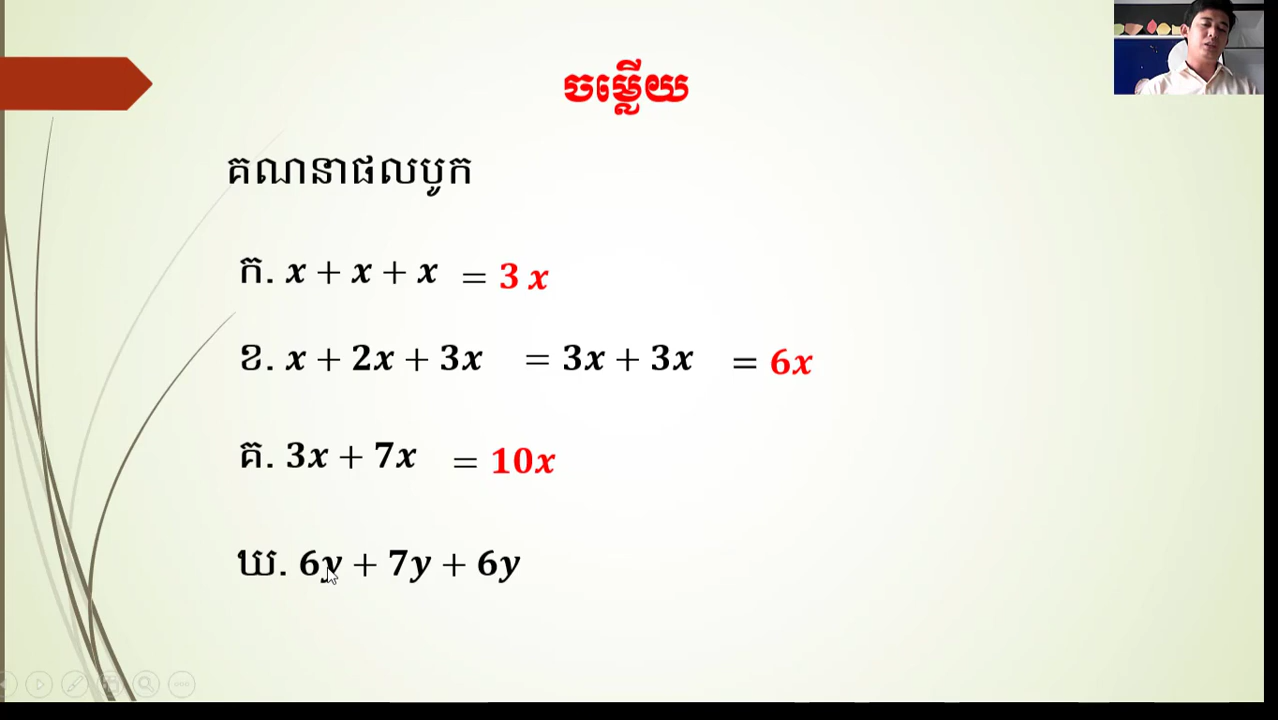 ចម្លើយ
គណនាផលបូក
ក. x + x + x = 3 x
ខ. x + 2x + 3x = 3x + 3x = 6x
គ. 3x + 7x = 10x
ឃ. 6y + 7y + 6y